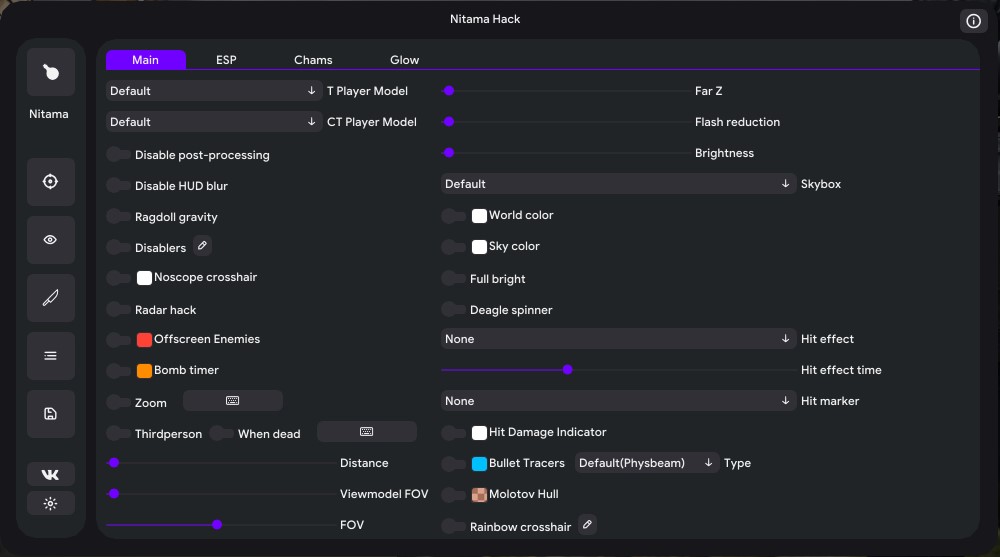 Nitama Hack
Nitama
Main ESP Chams Glow
Default T Player Model
Default CT Player Model
Disable post-processing
Disable HUD blur
Ragdoll gravity
Disablers
Noscope crosshair
Radar hack
Offscreen Enemies
Bomb timer
Zoom
Thirdperson When dead
Distance
Viewmodel FOV
FOV
Far Z
Flash reduction
Brightness
Default Skybox
World color
Sky color
Full bright
Deagle spinner
None Hit effect
Hit effect time
None Hit marker
Hit Damage Indicator
Bullet Tracers Default(Physbeam) Type
Molotov Hull
Rainbow crosshair